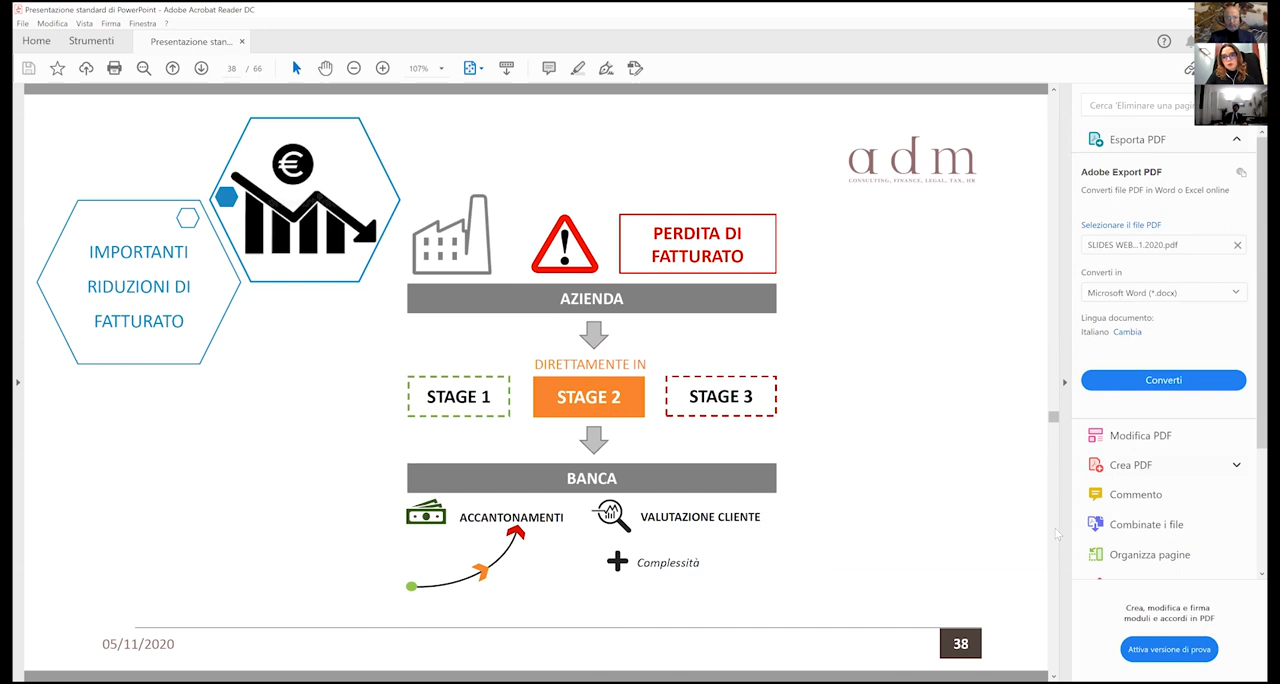 Presentazione standard di PowerPoint - Adobe Acrobat Reader DC
File Modifica Vista Firma Finestra ?
Home Strumenti Presentazione stan... ×
38 / 66 107%
Cerca 'Eliminare una pagin
Esporta PDF
Adobe Export PDF
Converti file PDF in Word o Excel online
Selezionare il file PDF
SLIDES WEB...1.2020.pdf
Converti in
Microsoft Word (*.docx)
Lingua documento:
Italiano Cambia
Converti
Modifica PDF
Crea PDF
Commento
Combinate i file
Organizza pagine
Crea, modifica e firma
moduli e accordi in PDF
Attiva versione di prova
adm
CONSULTING, FINANCE, LEGAL, TAX, HR
€
IMPORTANTI
RIDUZIONI DI
FATTURATO
!
PERDITA DI
FATTURATO
AZIENDA
DIRETTAMENTE IN
STAGE 1 STAGE 2 STAGE 3
BANCA
ACCANTONAMENTI VALUTAZIONE CLIENTE
Complessità
05/11/2020
38